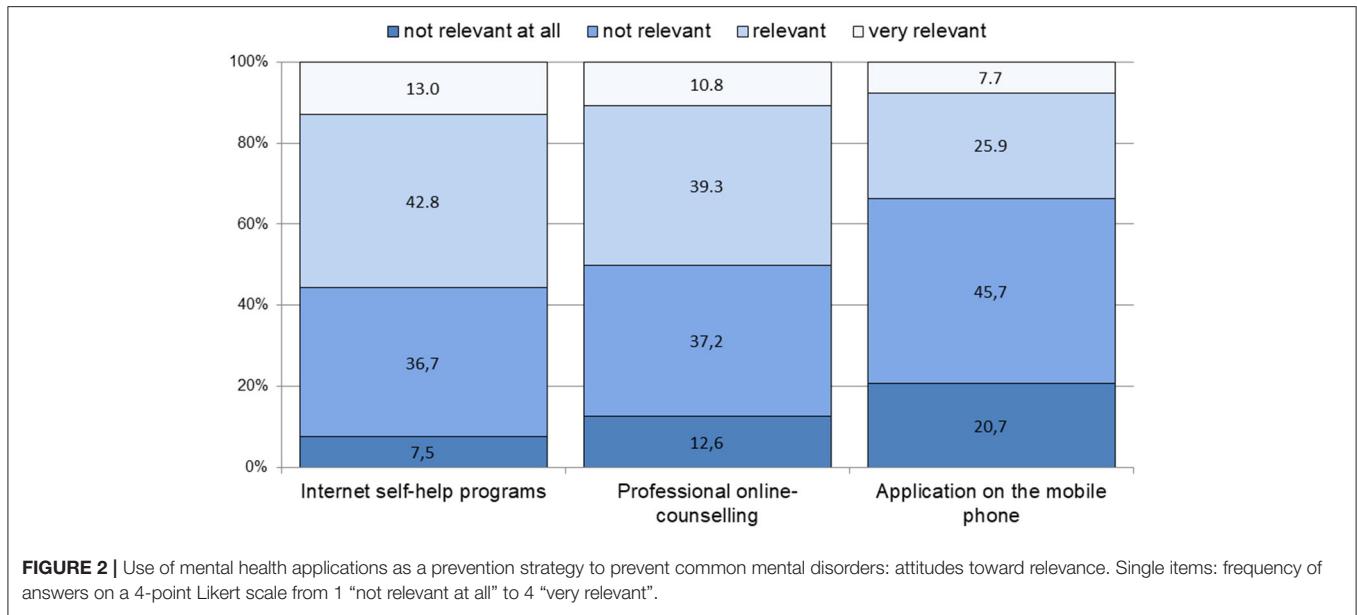 not relevant at all not relevant relevant very relevant
100%
80%
60%
40%
20%
0%
13.0
42.8
36,7
7,5
10.8
39.3
37,2
12,6
7.7
25.9
45,7
20,7
Internet self-help programs
Professional online-
counselling
Application on the mobile
phone
FIGURE 2 | Use of mental health applications as a prevention strategy to prevent common mental disorders: attitudes toward relevance. Single items: frequency of
answers on a 4-point Likert scale from 1 “not relevant at all” to 4 “very relevant”.